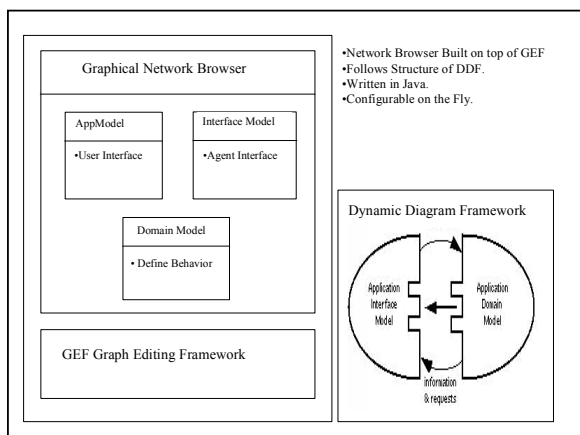 Graphical Network Browser
AppModel
•User Interface
Interface Model
•Agent Interface
Domain Model
• Define Behavior
GEF Graph Editing Framework
•Network Browser Built on top of GEF
•Follows Structure of DDF.
•Written in Java.
•Configurable on the Fly.
Dynamic Diagram Framework
Application
Interface
Model
Application
Domain
Model
information
& requests